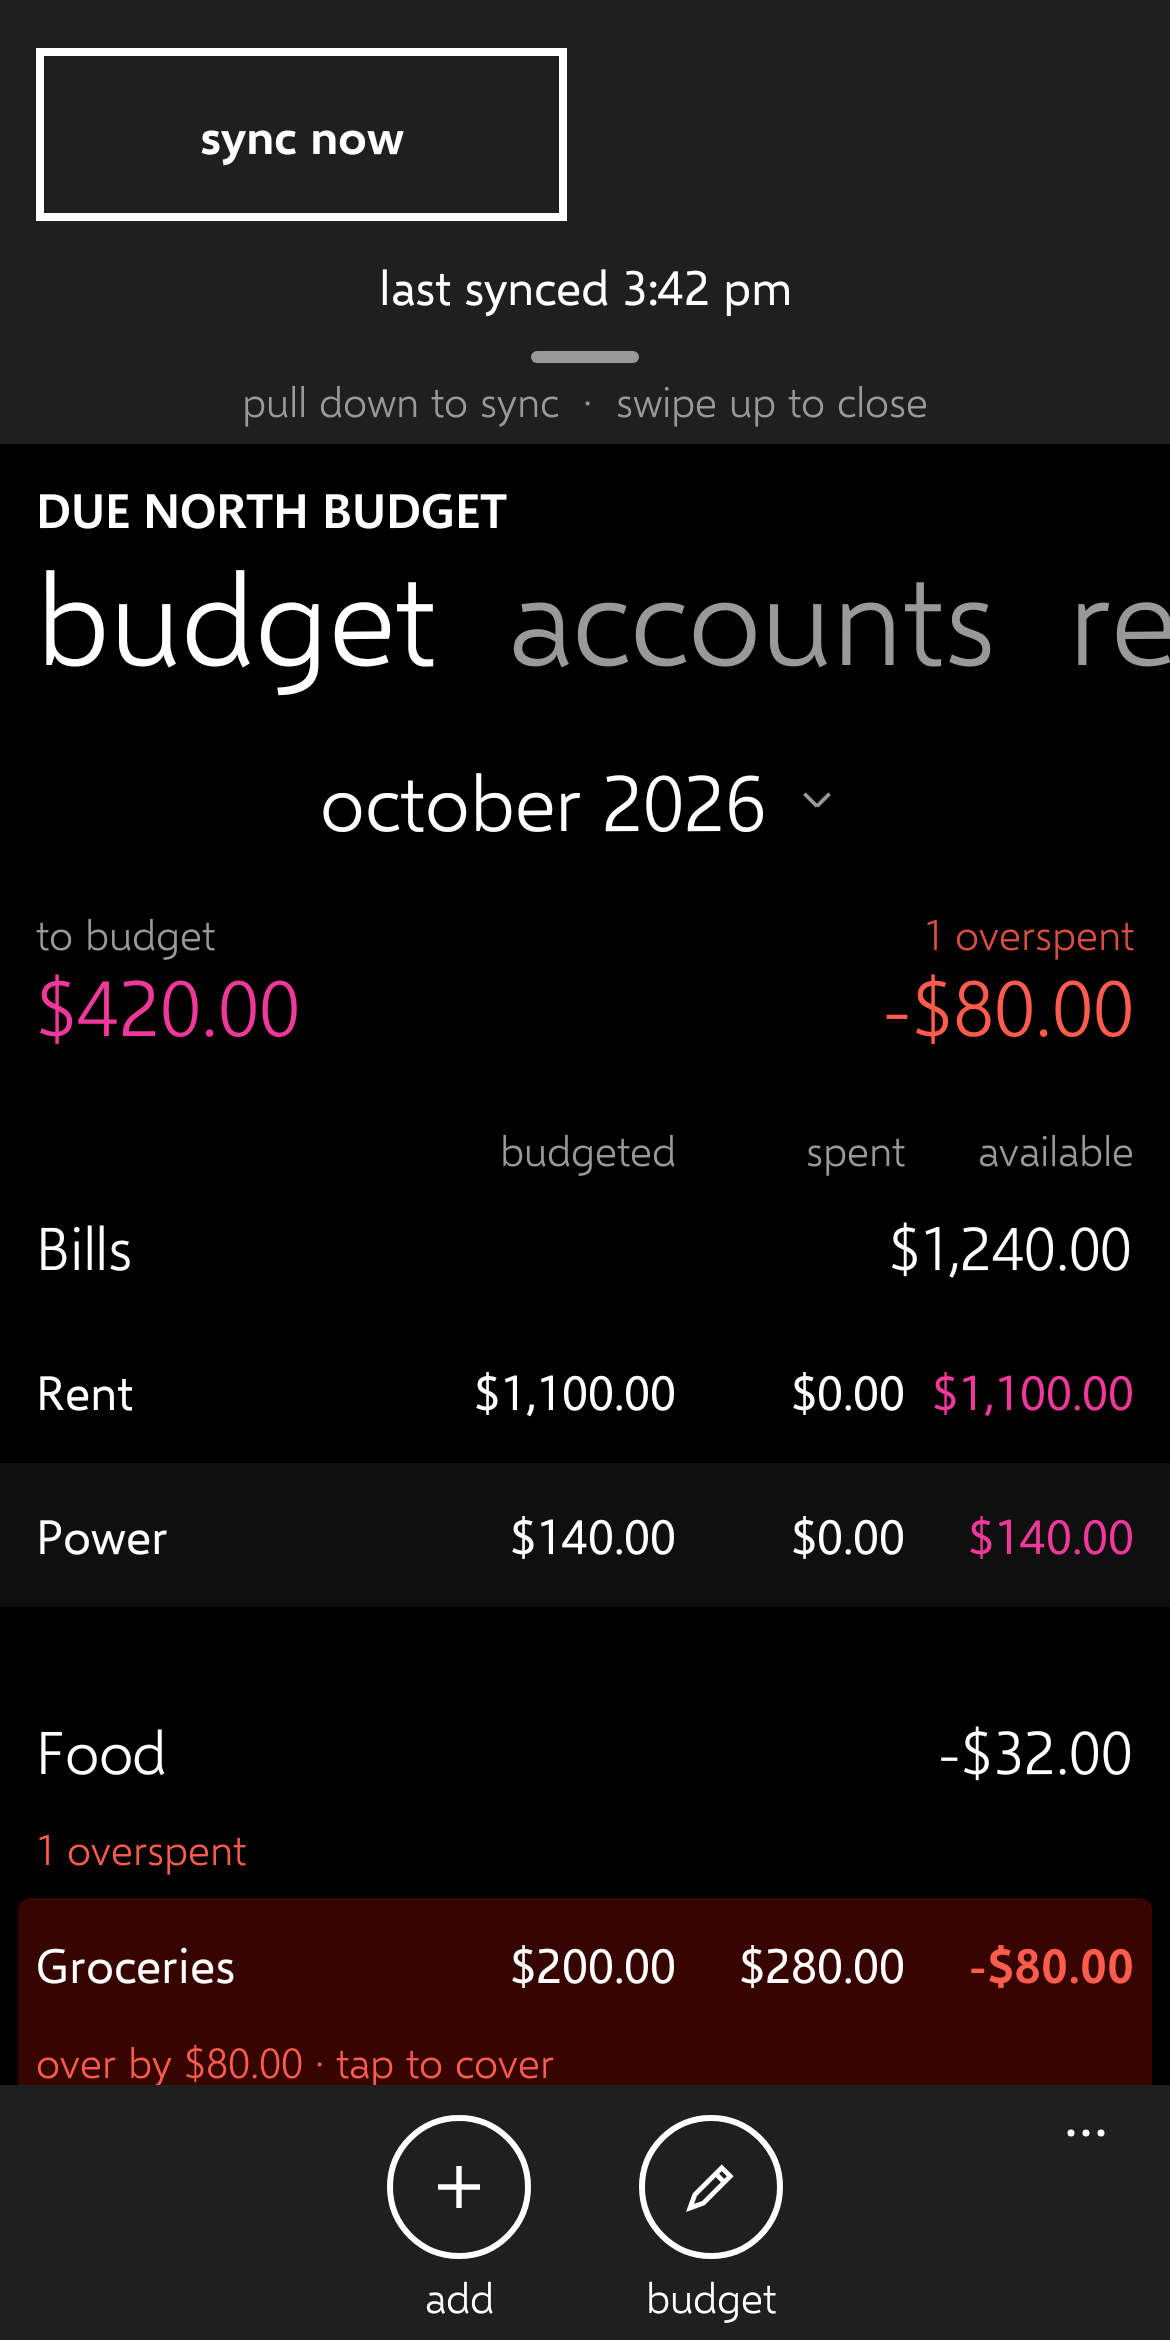 sync now
last synced 3:42 pm
pull down to sync · swipe up to close
DUE NORTH BUDGET
budget accounts re
october 2026
to budget 1 overspent
$420.00 -$80.00
budgeted spent available
Bills $1,240.00
Rent $1,100.00 $0.00 $1,100.00
Power $140.00 $0.00 $140.00
Food -$32.00
1 overspent
Groceries $200.00 $280.00 -$80.00
over by $80.00 · tap to cover
add budget